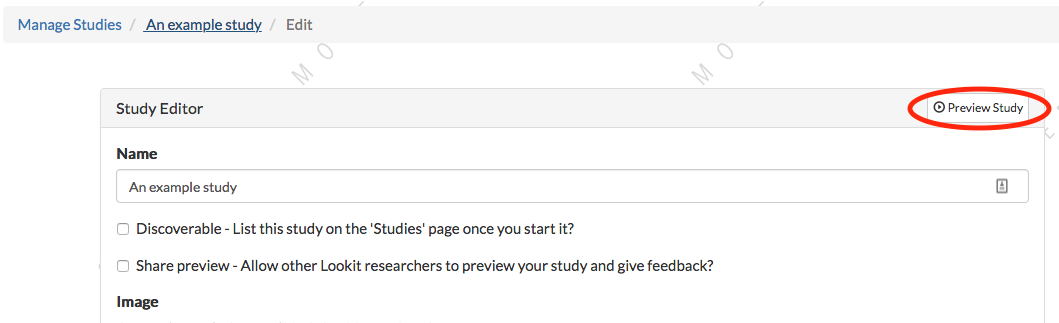 Manage Studies / An example study / Edit
M O
M O
Study Editor
Preview Study
Name
An example study
Discoverable - List this study on the 'Studies' page once you start it?
Share preview - Allow other Lookit researchers to preview your study and give feedback?
Image